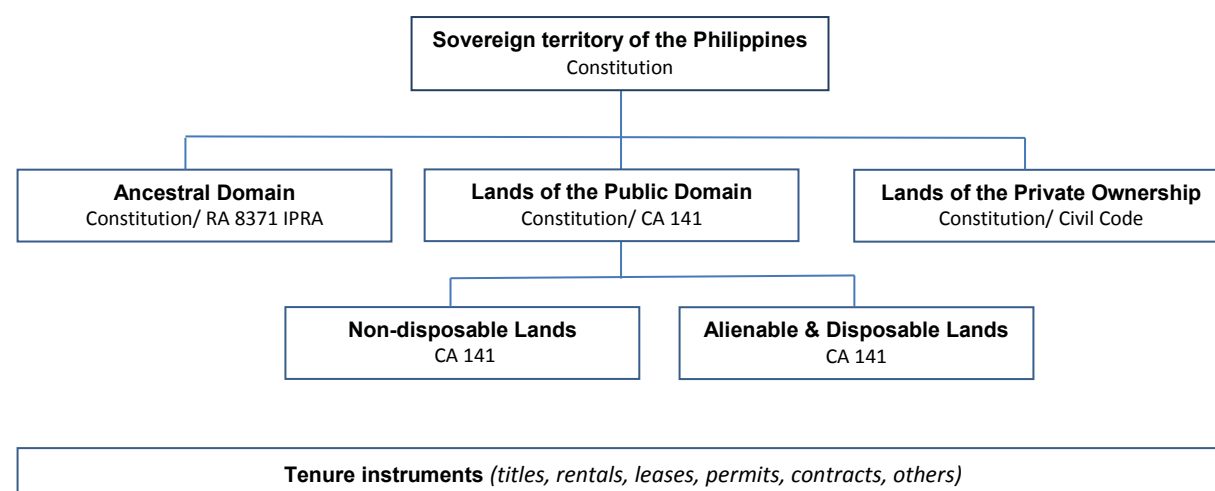 Sovereign territory of the Philippines
Constitution
Ancestral Domain
Constitution/ RA 8371 IPRA
Lands of the Public Domain
Constitution/ CA 141
Lands of the Private Ownership
Constitution/ Civil Code
Non-disposable Lands
CA 141
Alienable & Disposable Lands
CA 141
Tenure instruments (titles, rentals, leases, permits, contracts, others)